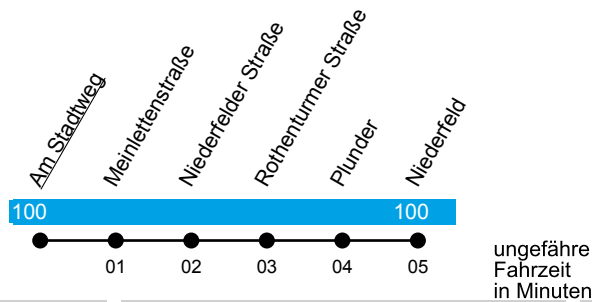 Am Stadtweg
Meinlettenstraße
Niederfelder Straße
Rothenturmer Straße
Plunder
Niederfeld
100 100
01 02 03 04 05
ungefähre
Fahrzeit
in Minuten